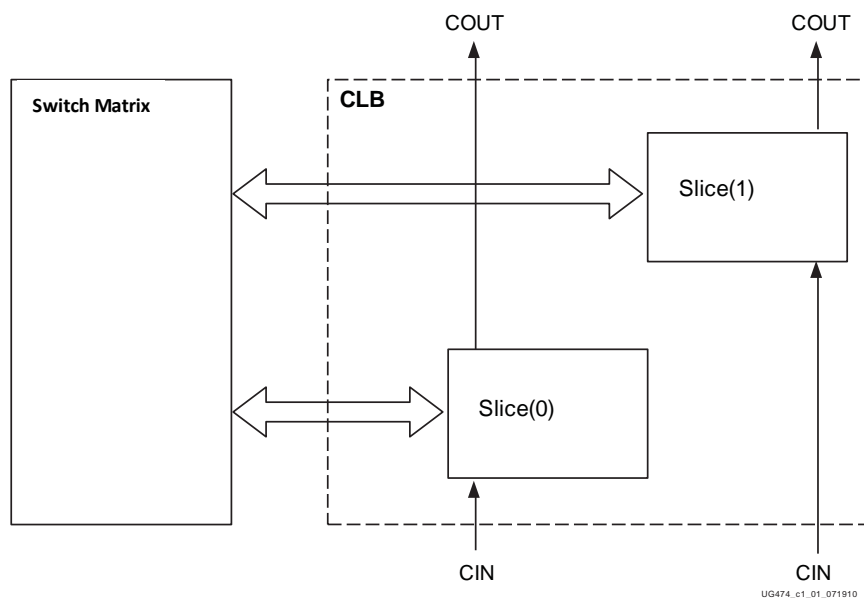 COUT COUT
Switch Matrix
CLB
Slice(1)
Slice(0)
CIN CIN
UG474_c1_01_071910